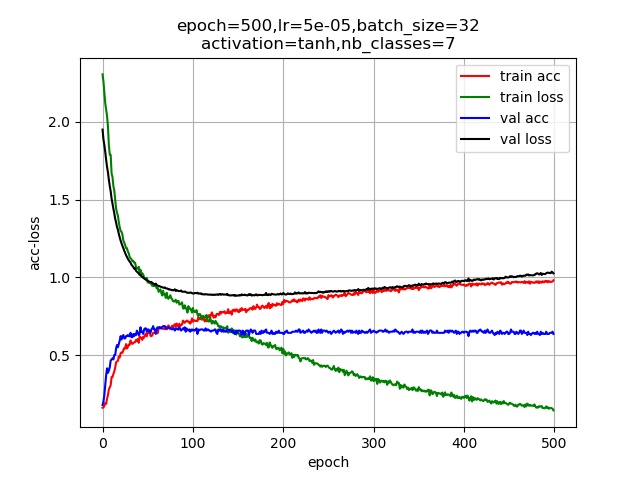 epoch=500,lr=5e-05,batch_size=32
activation=tanh,nb_classes=7
train acc
train loss
val acc
val loss
2.0
1.5
1.0
0.5
acc-loss
0
100
200
300
400
500
epoch